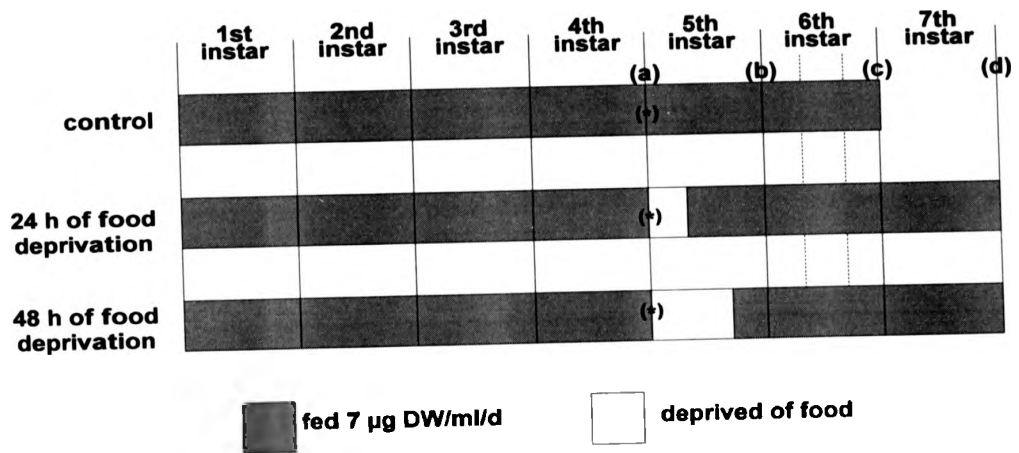 1st
instar
2nd
instar
3rd
instar
4th
instar
5th
instar
6th
instar
7th
instar
(a)
(b)
(c)
(d)
control
(*)
24 h of food
deprivation
(*)
48 h of food
deprivation
(*)
fed 7 µg DW/ml/d
deprived of food